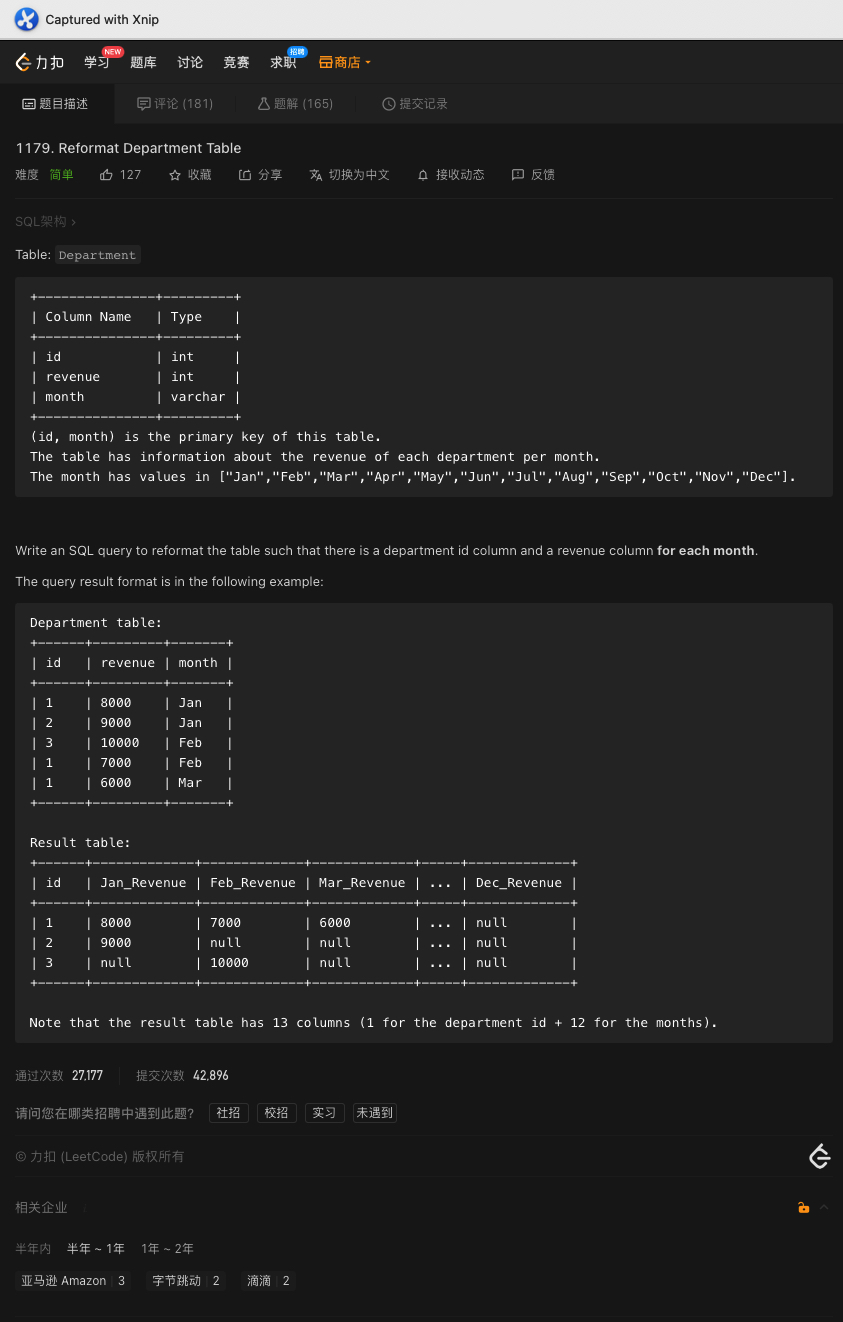 Captured with Xnip
力扣 学习 NEW 题库 讨论 竞赛 求职 招聘 商店
题目描述 评论 (181) 题解 (165) 提交记录
1179. Reformat Department Table
难度 简单 127 收藏 分享 切换为中文 接收动态 反馈
SQL架构 ›
Table: Department
+---------------+---------+
| Column Name   | Type    |
+---------------+---------+
| id            | int     |
| revenue       | int     |
| month         | varchar |
+---------------+---------+
(id, month) is the primary key of this table.
The table has information about the revenue of each department per month.
The month has values in ["Jan","Feb","Mar","Apr","May","Jun","Jul","Aug","Sep","Oct","Nov","Dec"].
Write an SQL query to reformat the table such that there is a department id column and a revenue column for each month.
The query result format is in the following example:
Department table:
+------+---------+-------+
| id   | revenue | month |
+------+---------+-------+
| 1    | 8000    | Jan   |
| 2    | 9000    | Jan   |
| 3    | 10000   | Feb   |
| 1    | 7000    | Feb   |
| 1    | 6000    | Mar   |
+------+---------+-------+
Result table:
+------+-------------+-------------+-------------+-----+-------------+
| id   | Jan_Revenue | Feb_Revenue | Mar_Revenue | ... | Dec_Revenue |
+------+-------------+-------------+-------------+-----+-------------+
| 1    | 8000        | 7000        | 6000        | ... | null        |
| 2    | 9000        | null        | null        | ... | null        |
| 3    | null        | 10000       | null        | ... | null        |
+------+-------------+-------------+-------------+-----+-------------+
Note that the result table has 13 columns (1 for the department id + 12 for the months).
通过次数 27,177 提交次数 42,896
请问您在哪类招聘中遇到此题? 社招 校招 实习 未遇到
© 力扣 (LeetCode) 版权所有
相关企业
半年内 半年 ~ 1年 1年 ~ 2年
亚马逊 Amazon 3 字节跳动 2 滴滴 2